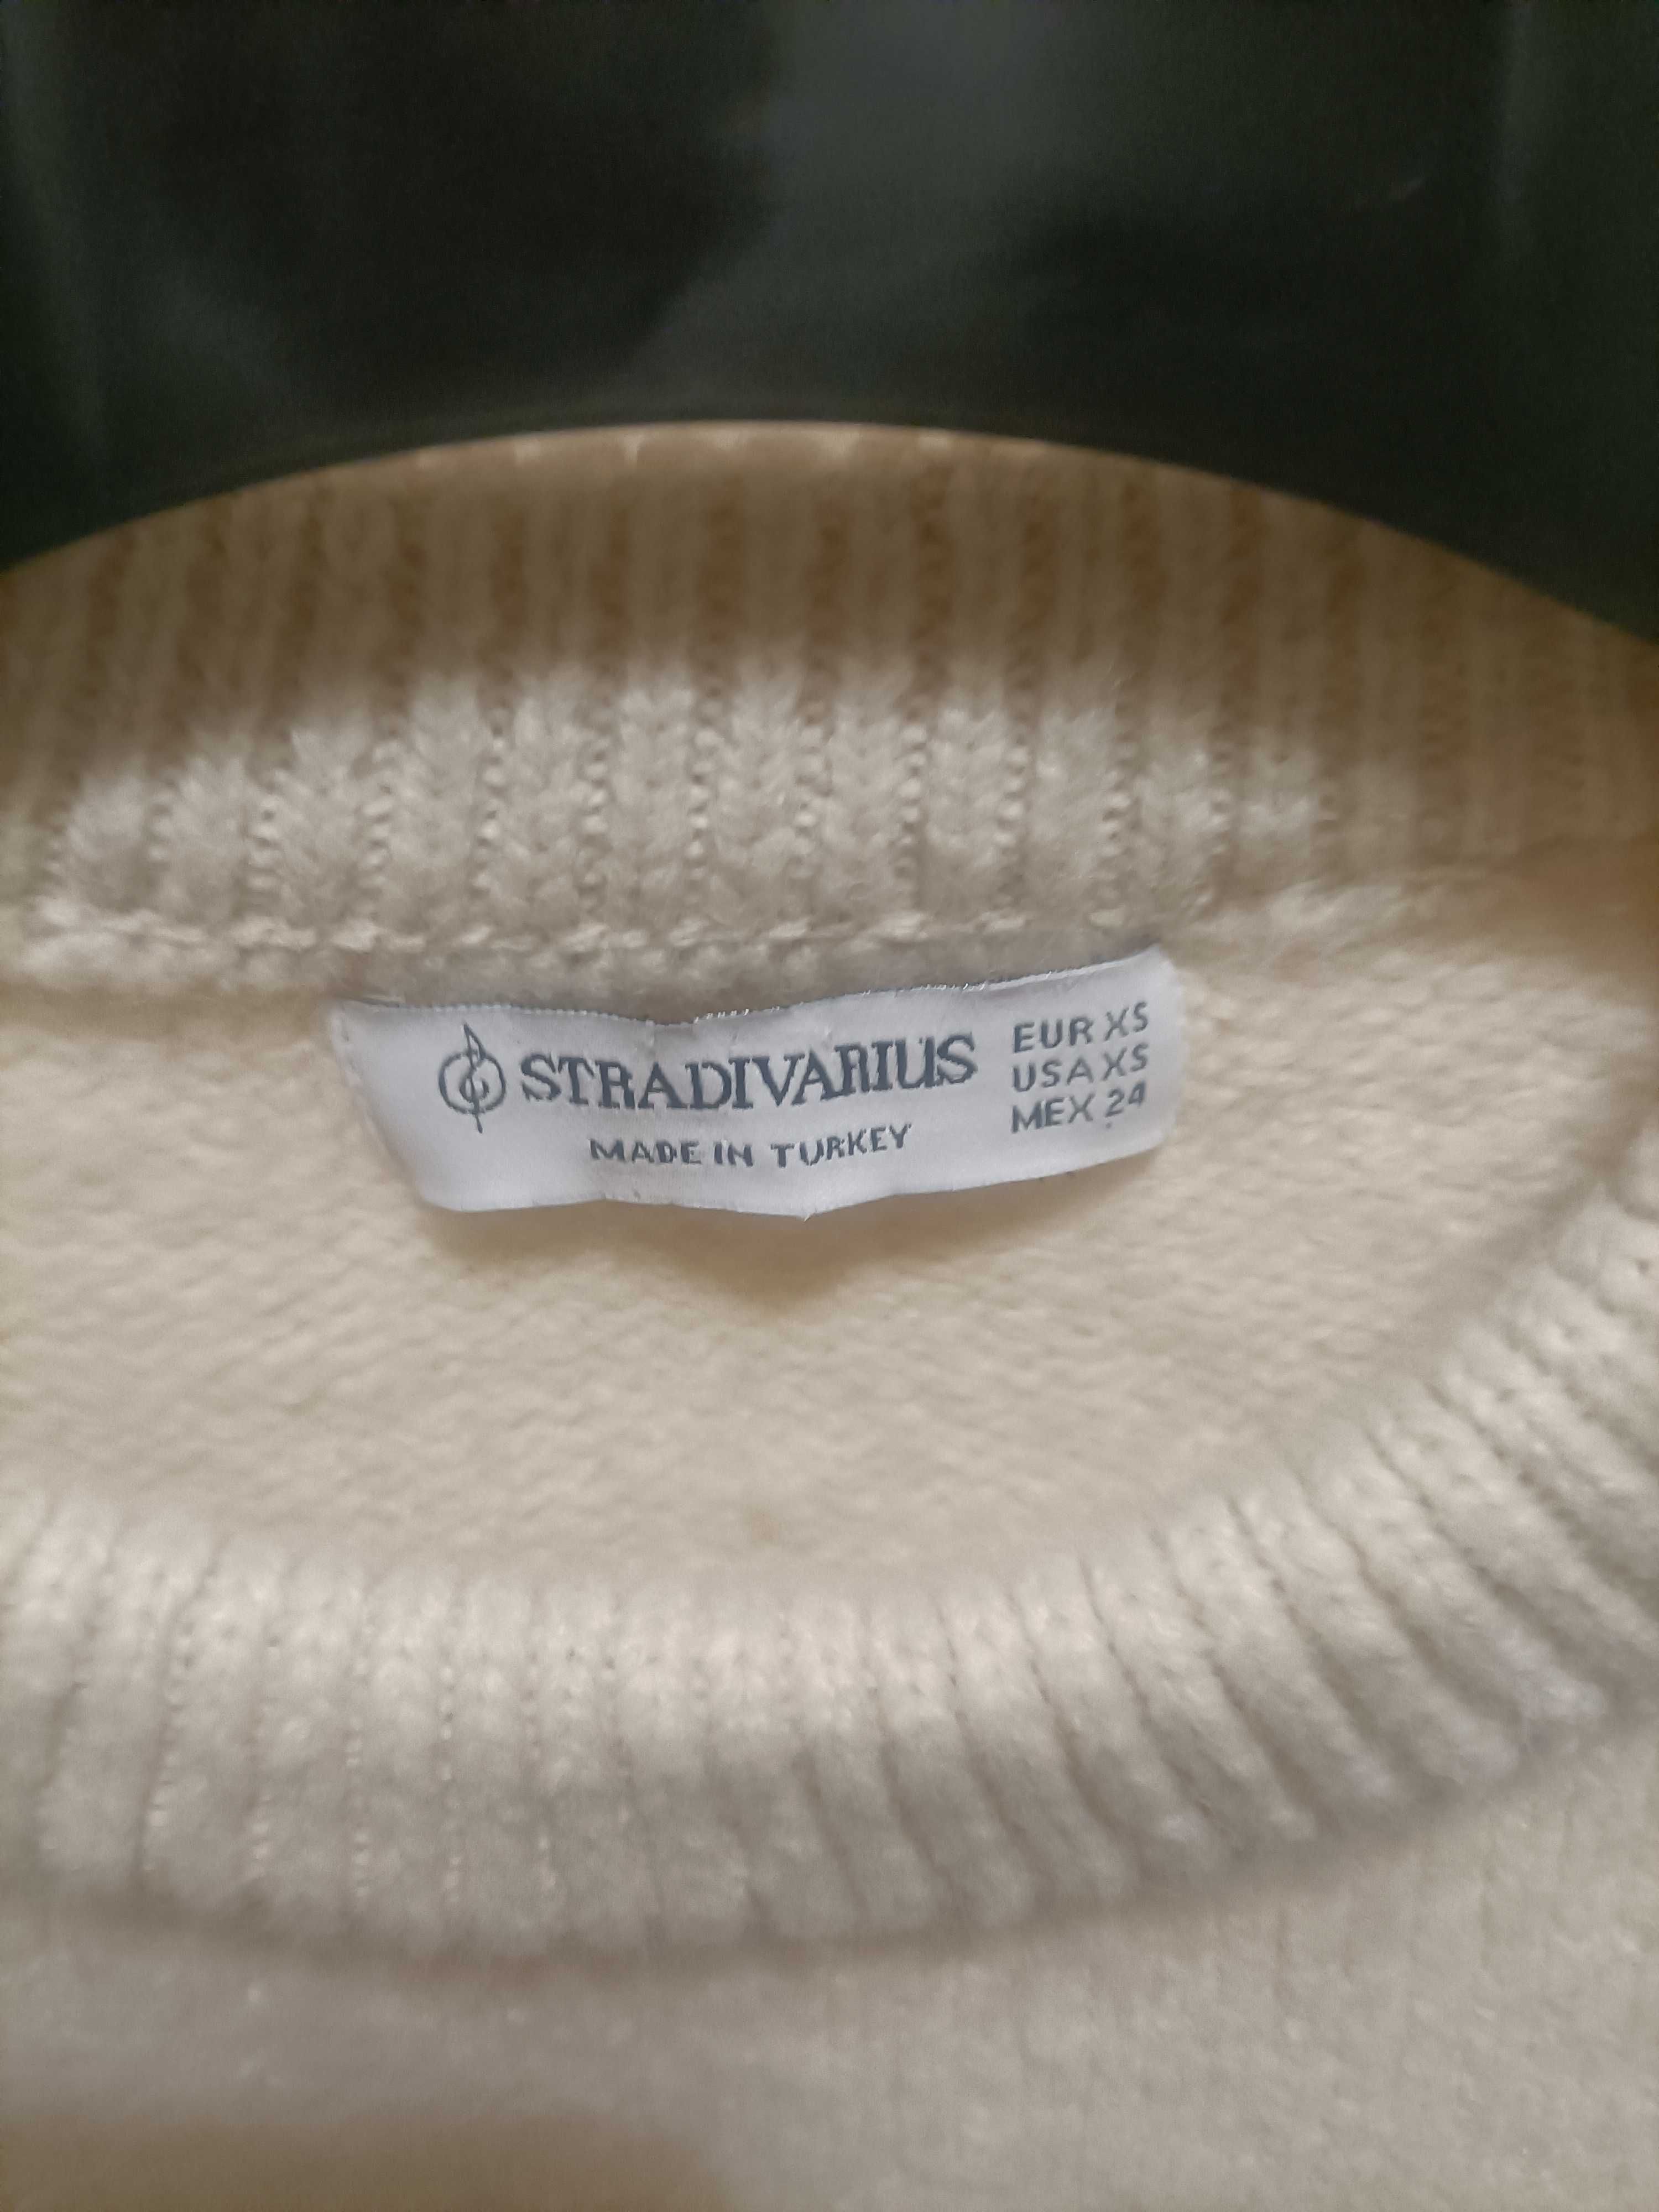 STRADIVARIUS
MADE IN TURKEY
EUR XS
USA XS
MEX 24